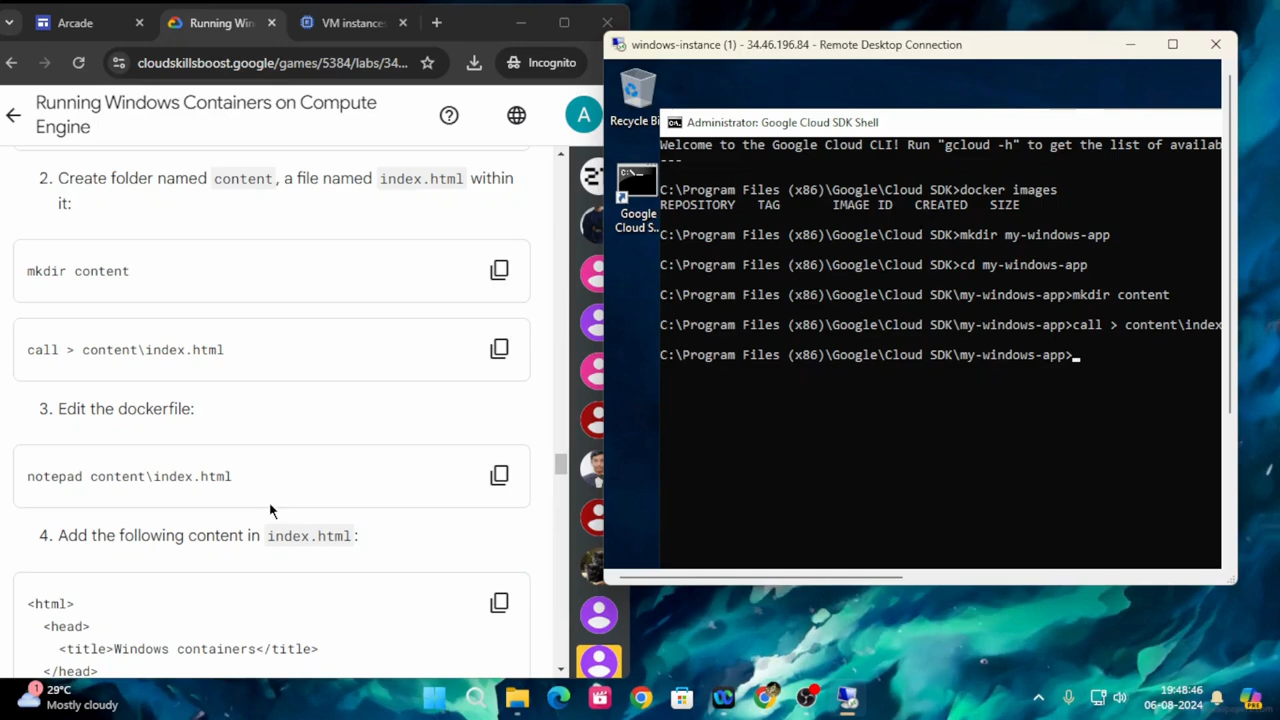 Arcade
Running Win
VM instance
cloudskillsboost.google/games/5384/labs/34...
Incognito
Running Windows Containers on Compute
Engine
A
2. Create folder named content, a file named index.html within
it:
mkdir content
call > content\index.html
3. Edit the dockerfile:
notepad content\index.html
4. Add the following content in index.html:
<html>
<head>
<title>Windows containers</title>
</head>
windows-instance (1) - 34.46.196.84 - Remote Desktop Connection
Recycle Bi
Google
Cloud S...
Administrator: Google Cloud SDK Shell
Welcome to the Google Cloud CLI! Run "gcloud -h" to get the list of availab
---
C:\Program Files (x86)\Google\Cloud SDK>docker images
REPOSITORY TAG IMAGE ID CREATED SIZE
C:\Program Files (x86)\Google\Cloud SDK>mkdir my-windows-app
C:\Program Files (x86)\Google\Cloud SDK>cd my-windows-app
C:\Program Files (x86)\Google\Cloud SDK\my-windows-app>mkdir content
C:\Program Files (x86)\Google\Cloud SDK\my-windows-app>call > content\index
C:\Program Files (x86)\Google\Cloud SDK\my-windows-app>
1
29°C
Mostly cloudy
19:48:46
06-08-2024
PRE